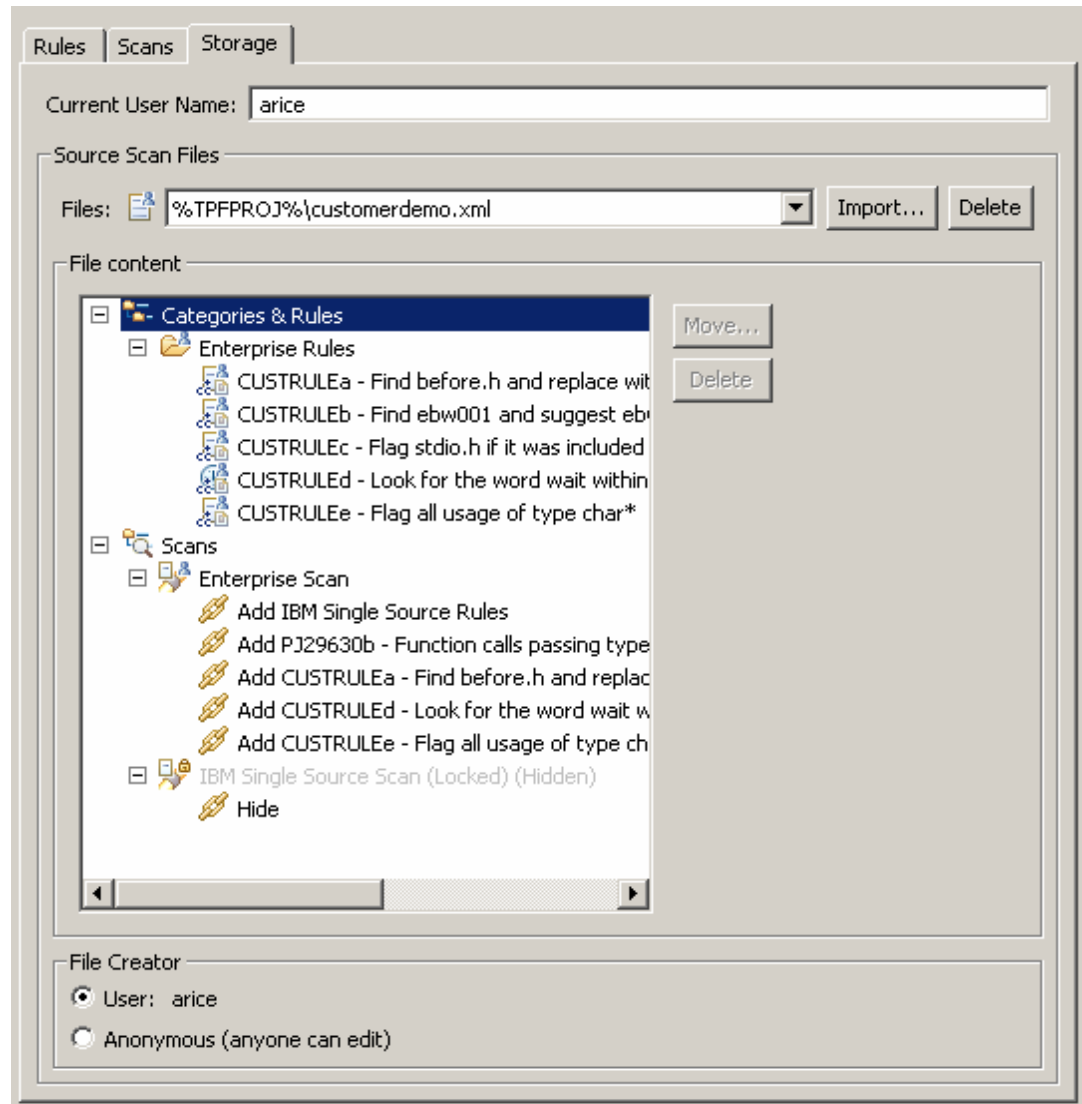 Rules Scans Storage
Current User Name: arice
Source Scan Files
Files: %TPFPROJ%\customerdemo.xml Import... Delete
File content
Categories & Rules
Move...
Enterprise Rules
CUSTRULEa - Find before.h and replace wit
Delete
CUSTRULEb - Find ebw001 and suggest eb
CUSTRULEc - Flag stdio.h if it was included
CUSTRULEd - Look for the word wait within
CUSTRULEe - Flag all usage of type char*
Scans
Enterprise Scan
Add IBM Single Source Rules
Add PJ29630b - Function calls passing type
Add CUSTRULEa - Find before.h and replac
Add CUSTRULEd - Look for the word wait w
Add CUSTRULEe - Flag all usage of type ch
IBM Single Source Scan (Locked) (Hidden)
Hide
File Creator
User: arice
Anonymous (anyone can edit)